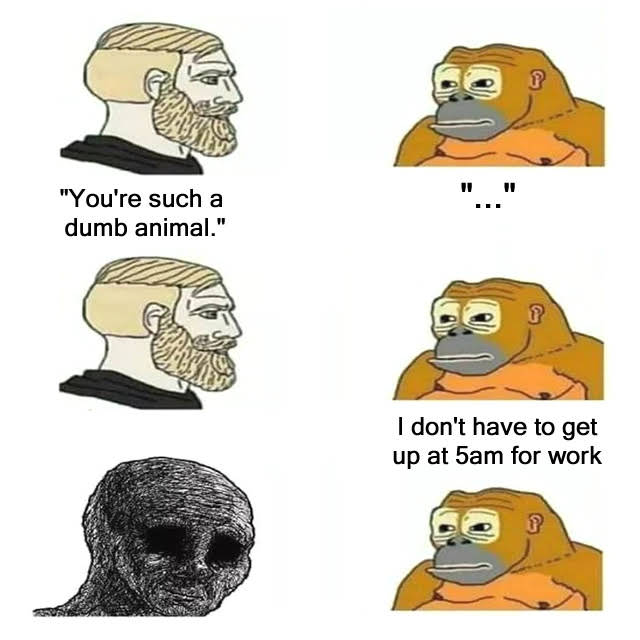 "You're such a
dumb animal."
"..."
I don't have to get
up at 5am for work